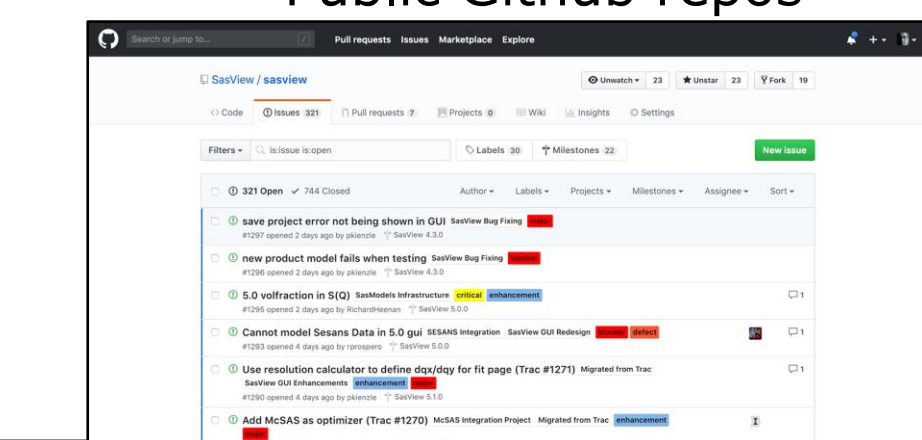 Public Github repos
Search or jump to... /
Pull requests Issues Marketplace Explore
SasView / sasview
Unwatch 23 Unstar 23 Fork 19
Code Issues 321 Pull requests 7 Projects 0 Wiki Insights Settings
Filters is:issue is:open Labels 30 Milestones 22 New issue
321 Open 744 Closed Author Labels Projects Milestones Assignee Sort
save project error not being shown in GUI SasView Bug Fixing major
#1297 opened 2 days ago by pkienzle SasView 4.3.0
new product model fails when testing SasView Bug Fixing blocker
#1296 opened 2 days ago by pkienzle SasView 4.3.0
5.0 volfraction in S(Q) SasModels Infrastructure critical enhancement 1
#1295 opened 2 days ago by RichardHeenan SasView 5.0.0
Cannot model Sesans Data in 5.0 gui SESANS Integration SasView GUI Redesign blocker defect 1
#1293 opened 4 days ago by rprospero SasView 5.0.0
Use resolution calculator to define dqx/dqy for fit page (Trac #1271) Migrated from Trac 1
SasView GUI Enhancements enhancement major
#1290 opened 4 days ago by pkienzle SasView 5.1.0
Add McSAS as optimizer (Trac #1270) McSAS Integration Project Migrated from Trac enhancement
major